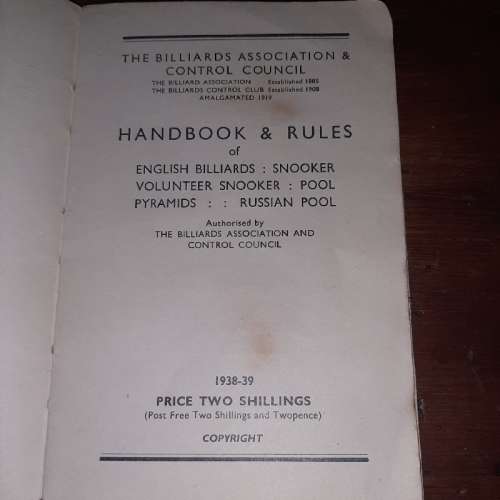 THE BILLIARDS ASSOCIATION &
CONTROL COUNCIL
THE BILLIARD ASSOCIATION Established 1885
THE BILLIARDS CONTROL CLUB Established 1908
AMALGAMATED 1919
HANDBOOK & RULES
of
ENGLISH BILLIARDS : SNOOKER
VOLUNTEER SNOOKER : POOL
PYRAMIDS : : RUSSIAN POOL
Authorised by
THE BILLIARDS ASSOCIATION AND
CONTROL COUNCIL
1938-39
PRICE TWO SHILLINGS
(Post Free Two Shillings and Twopence)
COPYRIGHT